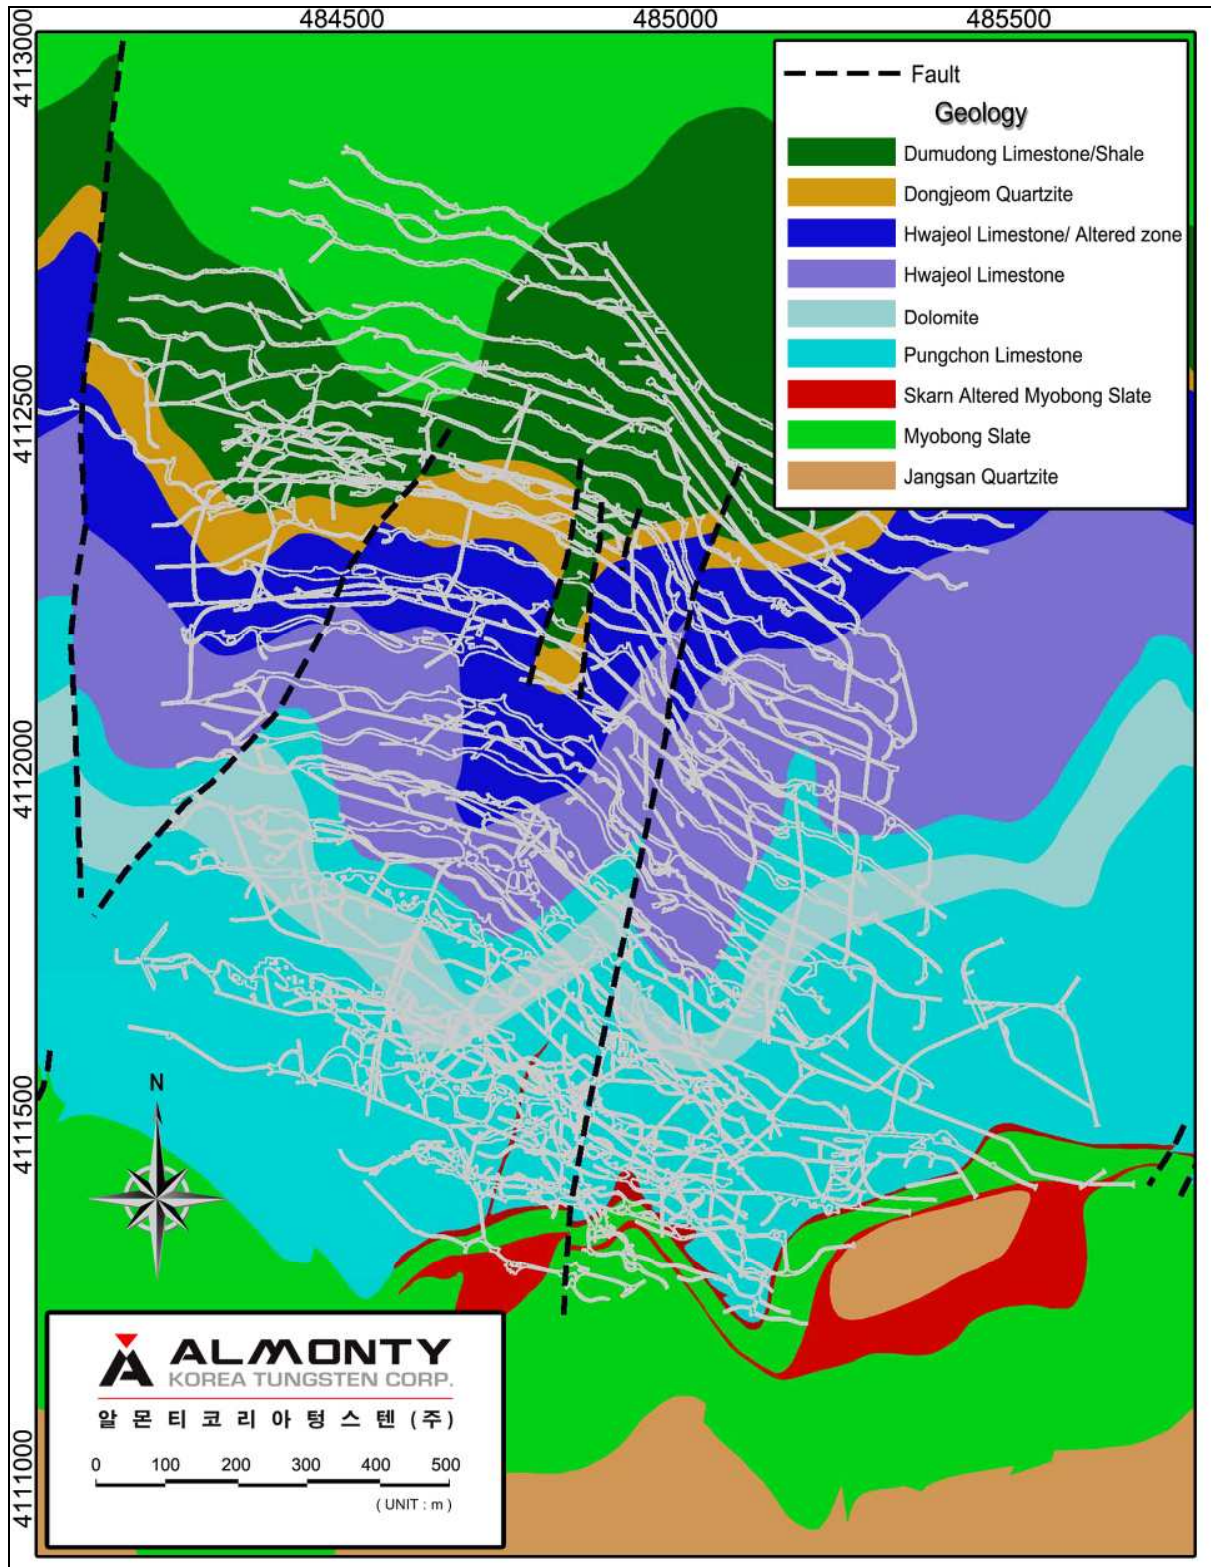 484500 485000 485500
4113000
4112500
4112000
4111500
4111000
Fault
Geology
Dumudong Limestone/Shale
Dongjeom Quartzite
Hwajeol Limestone/ Altered zone
Hwajeol Limestone
Dolomite
Pungchon Limestone
Skarn Altered Myobong Slate
Myobong Slate
Jangsan Quartzite
N
ALMONTY
KOREA TUNGSTEN CORP.
알 몬 티 코 리 아 텅 스 텐 (주)
0 100 200 300 400 500
( UNIT : m )